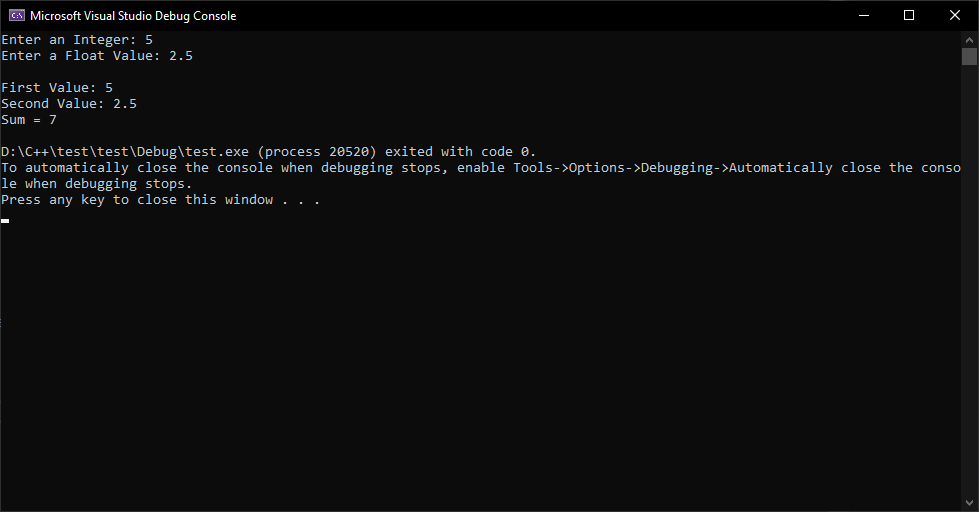 Microsoft Visual Studio Debug Console
Enter an Integer: 5
Enter a Float Value: 2.5
First Value: 5
Second Value: 2.5
Sum = 7
D:\C++\test\test\Debug\test.exe (process 20520) exited with code 0.
To automatically close the console when debugging stops, enable Tools->Options->Debugging->Automatically close the conso
le when debugging stops.
Press any key to close this window . . .